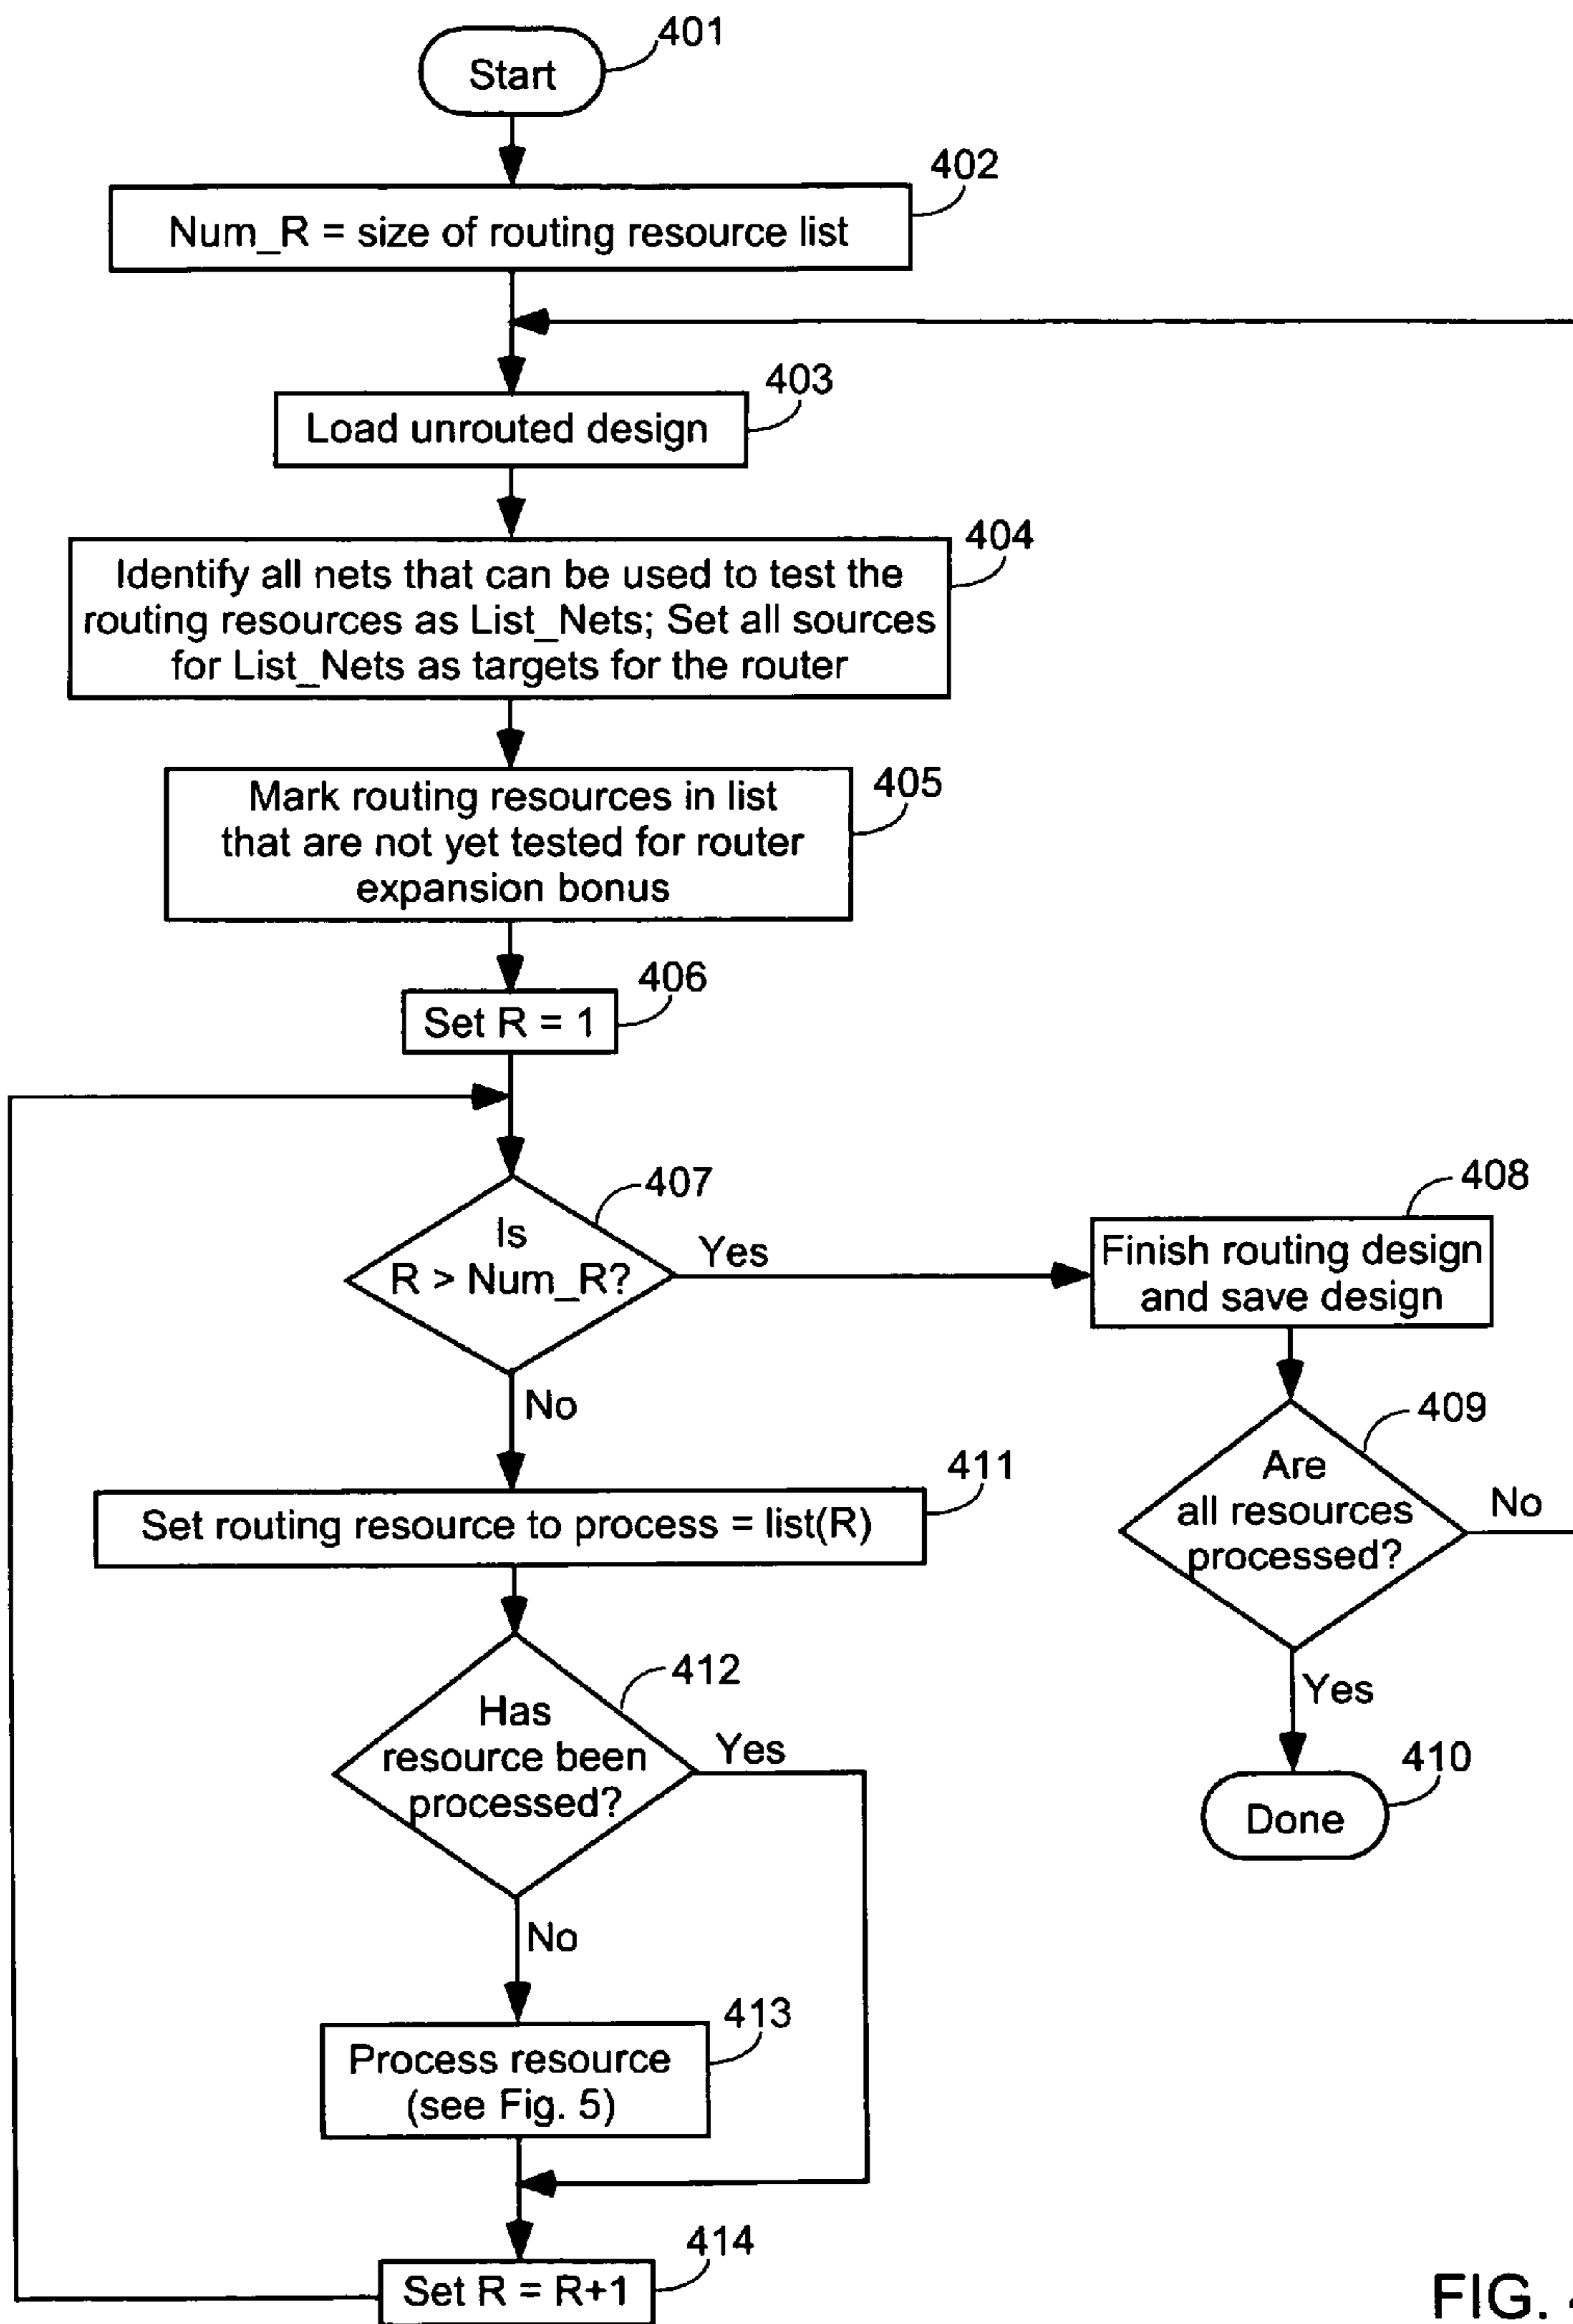 401
Start
402
Num_R = size of routing resource list
403
Load unrouted design
404
Identify all nets that can be used to test the
routing resources as List_Nets; Set all sources
for List_Nets as targets for the router
405
Mark routing resources in list
that are not yet tested for router
expansion bonus
406
Set R = 1
407
Is
R > Num_R?
Yes
No
408
Finish routing design
and save design
409
Are
all resources
processed?
No
Yes
410
Done
411
Set routing resource to process = list(R)
412
Has
resource been
processed?
Yes
No
413
Process resource
(see Fig. 5)
414
Set R = R+1
FIG.